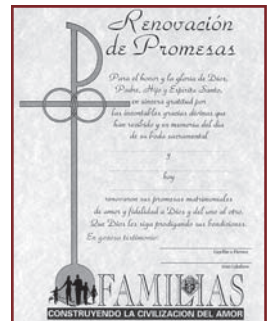 Renovación
de Promesas
Para el honor y la gloria de Dios,
Padre, Hijo y Espíritu Santo,
en sincera gratitud por
las incontables gracias divinas que
han recibido y en memoria del día
de su boda sacramental
y
hoy
renovaron sus promesas matrimoniales
de amor y fidelidad a Dios y del uno al otro.
Que Dios les siga prodigando sus bendiciones.
En gracia testimonio:
FAMILIAS
CONSTRUYENDO LA CIVILIZACION DEL AMOR